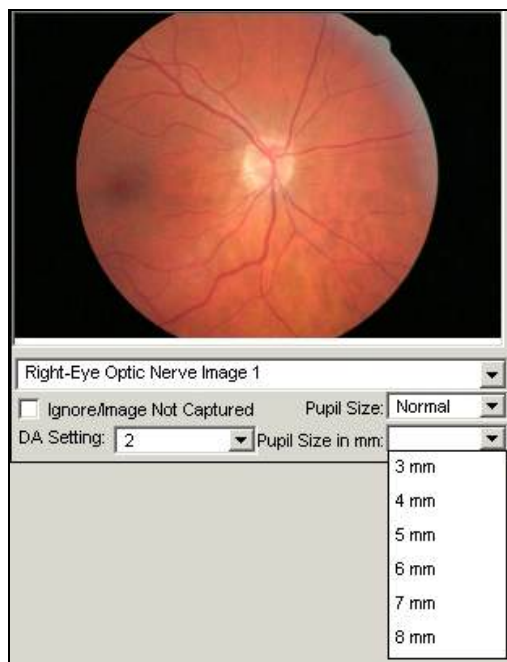 Right-Eye Optic Nerve Image 1
Ignore/Image Not Captured Pupil Size: Normal
DA Setting: 2 Pupil Size in mm:
3 mm
4 mm
5 mm
6 mm
7 mm
8 mm